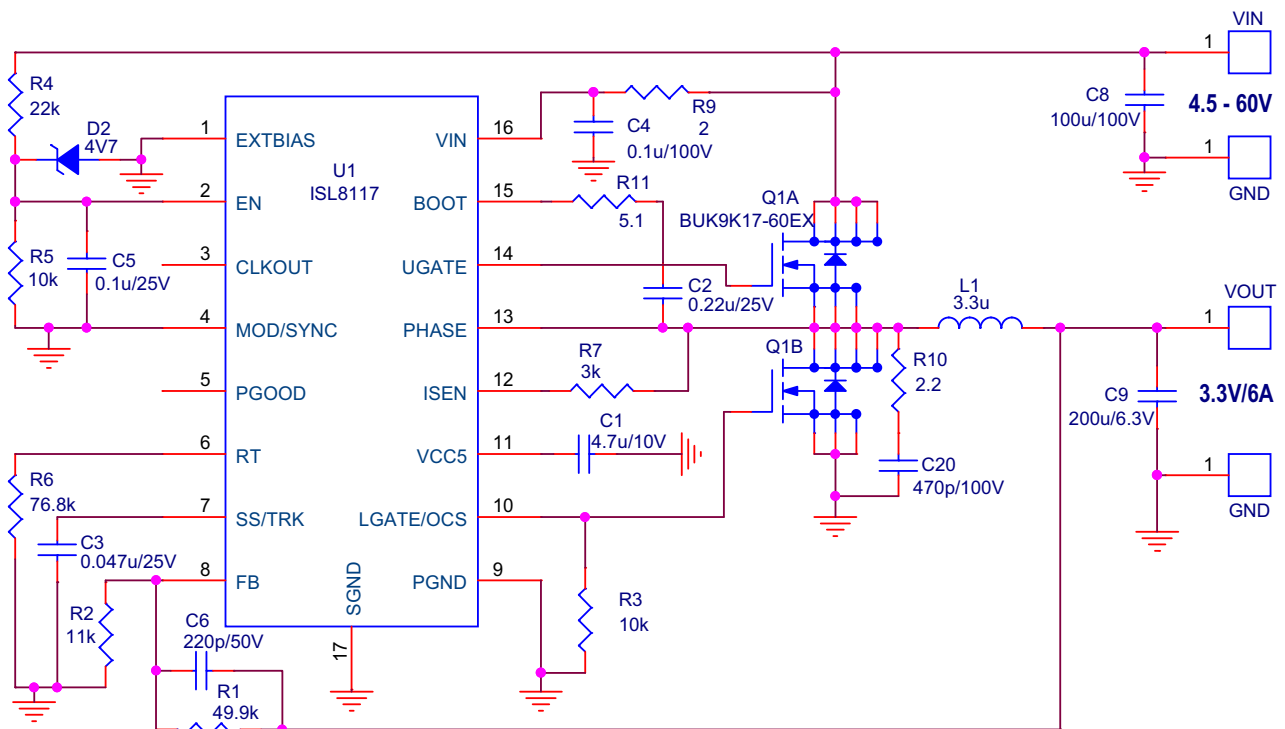 VIN
1
R4
22k
C8
100u/100V
4.5 - 60V
R9
2
C4
0.1u/100V
D2
4V7
1
EXTBIAS
VIN
16
1
GND
U1
ISL8117
2
EN
BOOT
15
R11
5.1
Q1A
BUK9K17-60EX
R5
10k
C5
0.1u/25V
3
CLKOUT
UGATE
14
C2
0.22u/25V
L1
3.3u
VOUT
1
4
MOD/SYNC
PHASE
13
Q1B
R7
3k
R10
2.2
5
PGOOD
ISEN
12
C9
200u/6.3V
3.3V/6A
C1
4.7u/10V
6
RT
VCC5
11
C20
470p/100V
1
GND
R6
76.8k
7
SS/TRK
LGATE/OCS
10
C3
0.047u/25V
8
FB
SGND
PGND
9
R2
11k
R3
10k
C6
220p/50V
17
R1
49.9k